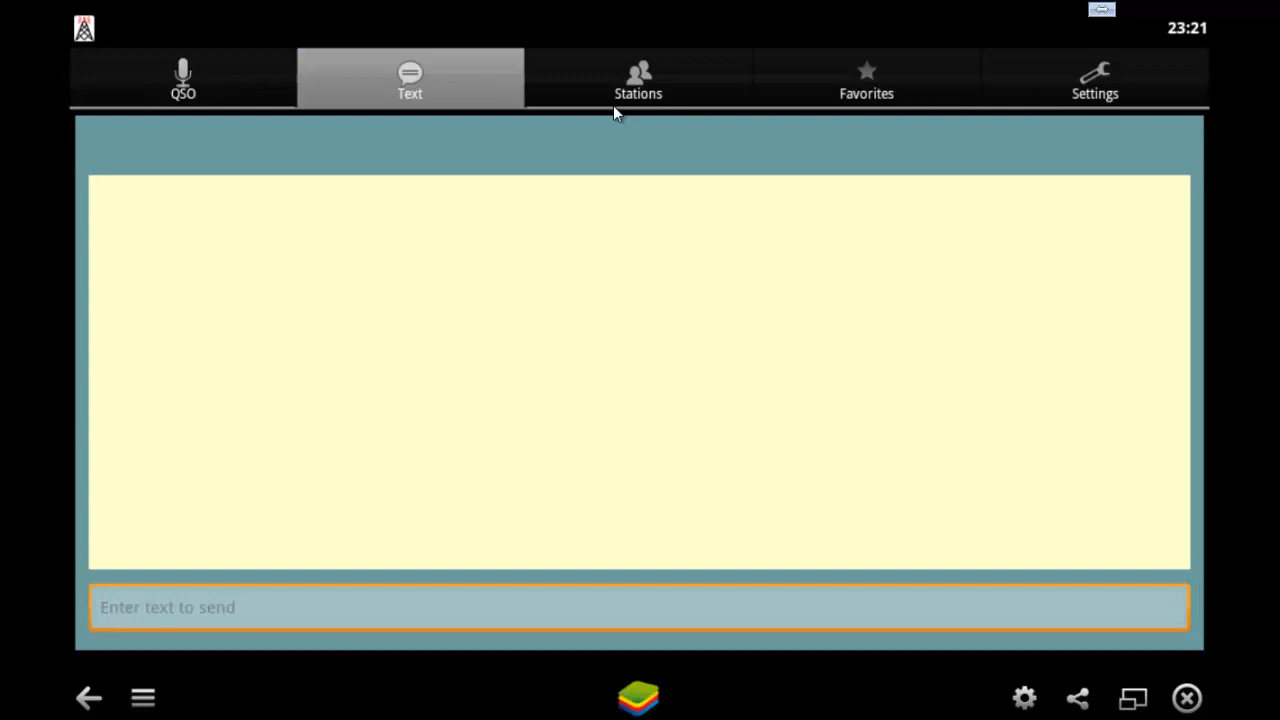 23:21
QSO
Text
Stations
Favorites
Settings
Enter text to send